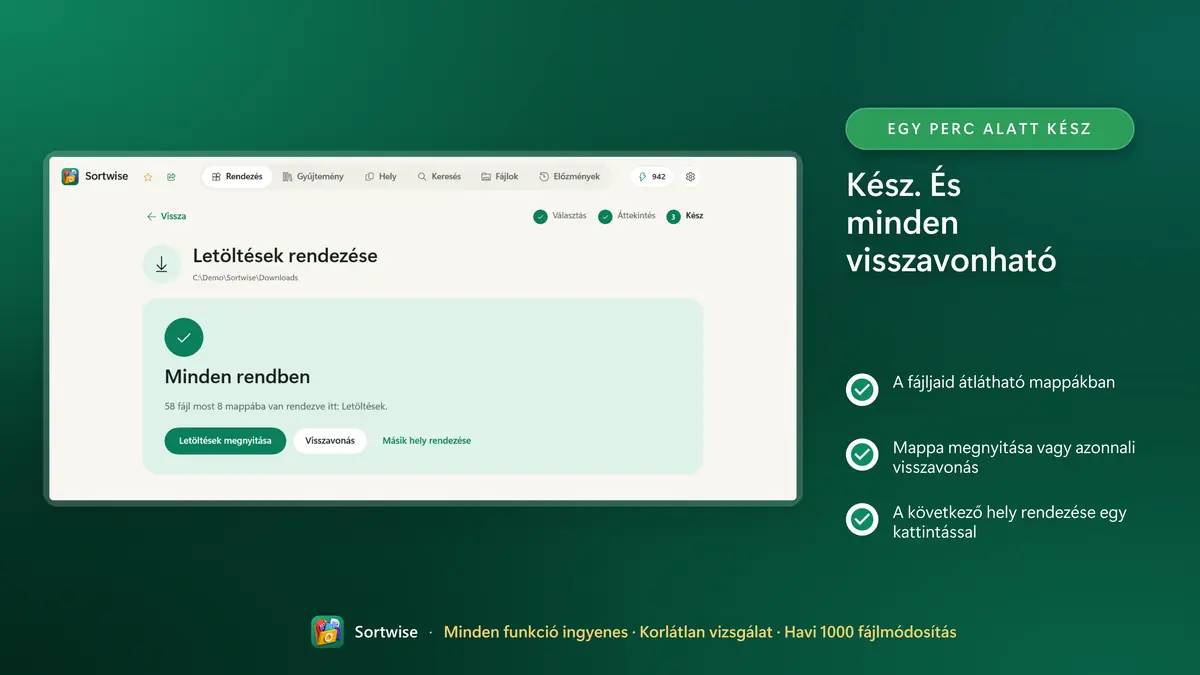 Sortwise
Rendezés
Gyűjtemény
Hely
Keresés
Fájlok
Előzmények
942
Vissza
Választás
Áttekintés
3
Kész
Letöltések rendezése
C:\Demo\Sortwise\Downloads
Minden rendben
58 fájl most 8 mappába van rendezve itt: Letöltések.
Letöltések megnyitása
Visszavonás
Másik hely rendezése
EGY PERC ALATT KÉSZ
Kész. És
minden
visszavonható
A fájljaid átlátható mappákban
Mappa megnyitása vagy azonnali
visszavonás
A következő hely rendezése egy
kattintással
Sortwise · Minden funkció ingyenes · Korlátlan vizsgálat · Havi 1000 fájlmódosítás